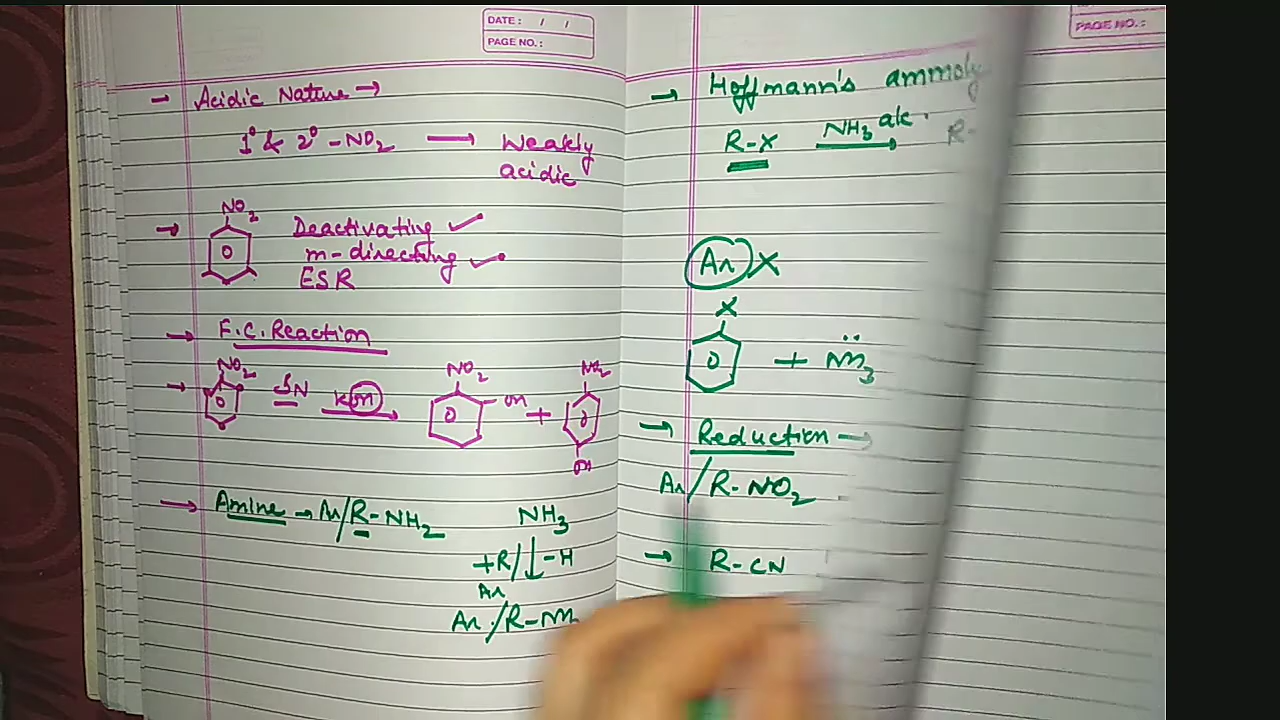 DATE: / /
PAGE NO.:
→ Acidic Nature →
1° & 2° - NO2 → Weakly
acidic
→ NO2
Deactivating ✓
m-directing ✓
ESR
→ F.C. Reaction
→ NO2 SN KOH → NO2 OH + NO2 OH
→ Amine → Ar/R-NH2
NH3
+R/ ↓ -H
Ar
Ar/R-NH
PAGE NO.:
→ Hoffmann's
R-X NH3 alc. → R-
Ar X
X
+ NH3
→ Reduction →
Ar/R-NO2
→ R-CN